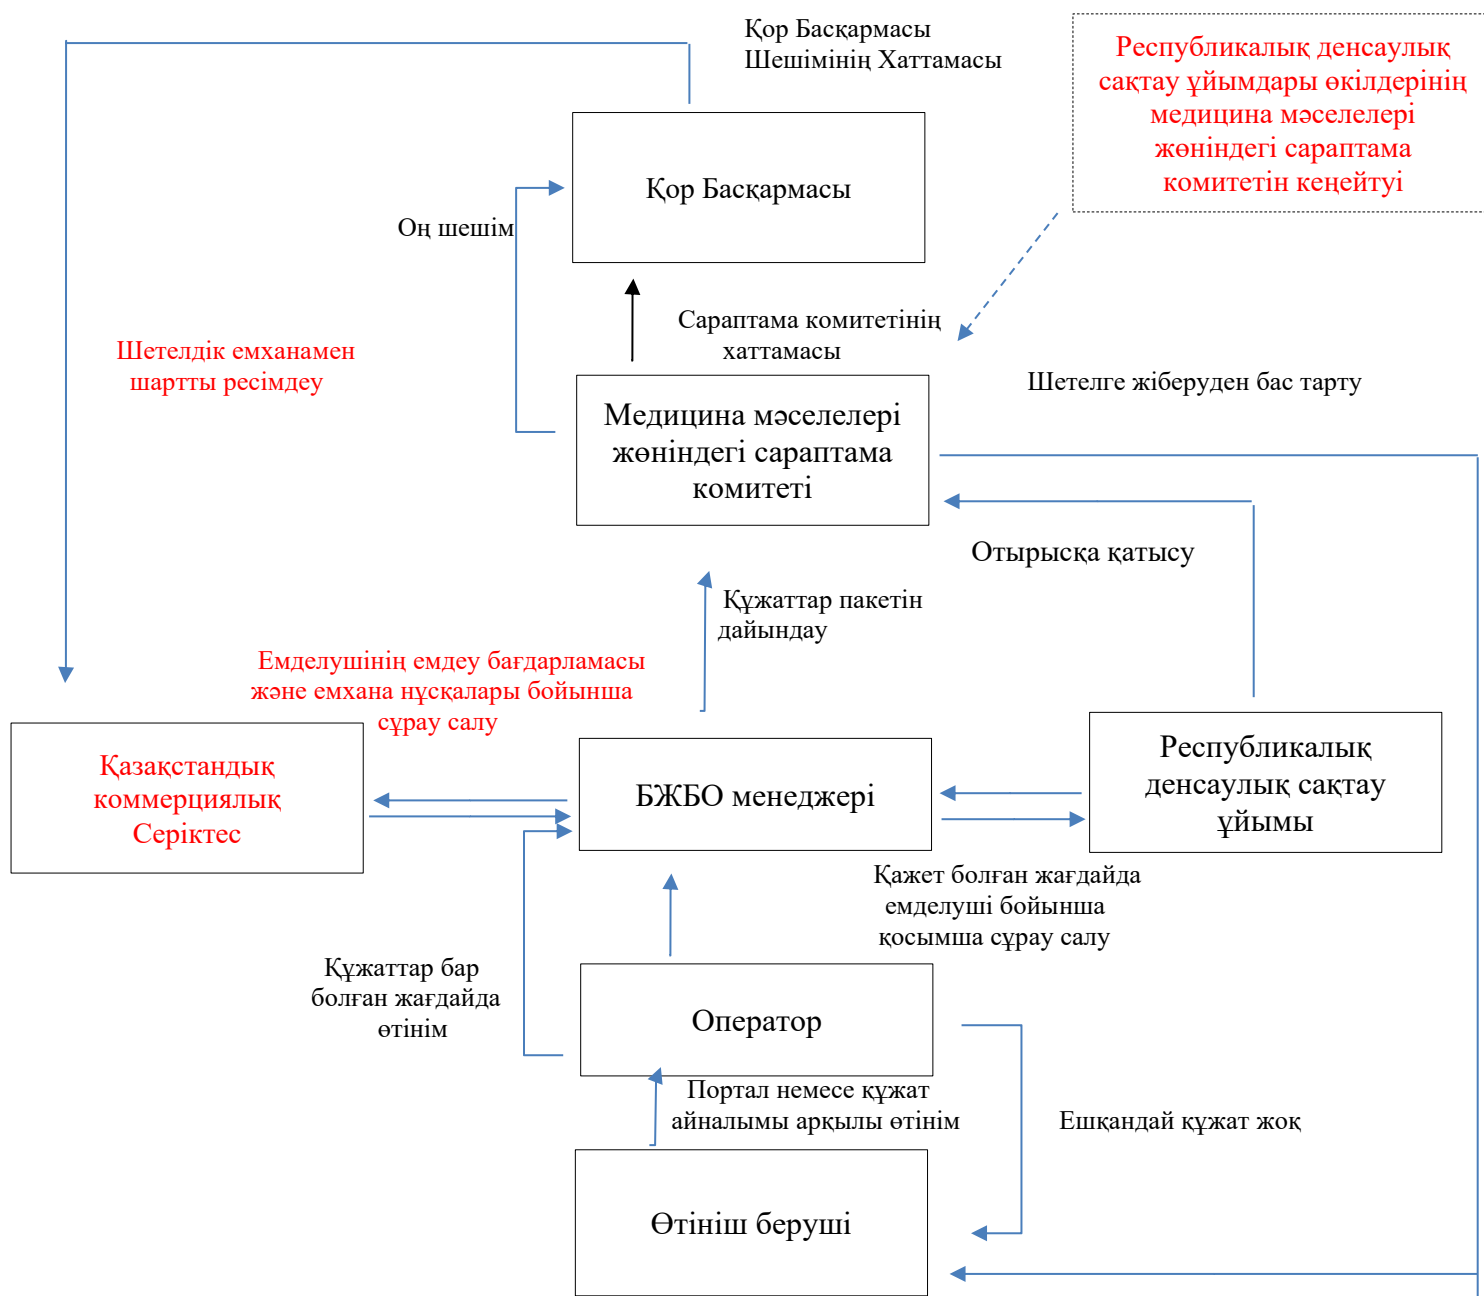 Қор Басқармасы
Шешімінің Хаттамасы
Республикалық денсаулық
сақтау ұйымдары өкілдерінің
медицина мәселелері
жөніндегі сараптама
комитетін кеңейтуі
Қор Басқармасы
Оң шешім
Сараптама комитетінің
хаттамасы
Шетелдік емханамен
шартты ресімдеу
Шетелге жіберуден бас тарту
Медицина мәселелері
жөніндегі сараптама
комитеті
Отырысқа қатысу
Құжаттар пакетін
дайындау
Емделушінің емдеу бағдарламасы
және емхана нұсқалары бойынша
сұрау салу
Қазақстандық
коммерциялық
Серіктес
БЖБО менеджері
Республикалық
денсаулық сақтау
ұйымы
Қажет болған жағдайда
емделуші бойынша
қосымша сұрау салу
Құжаттар бар
болған жағдайда
өтінім
Оператор
Портал немесе құжат
айналымы арқылы өтінім
Ешқандай құжат жоқ
Өтініш беруші